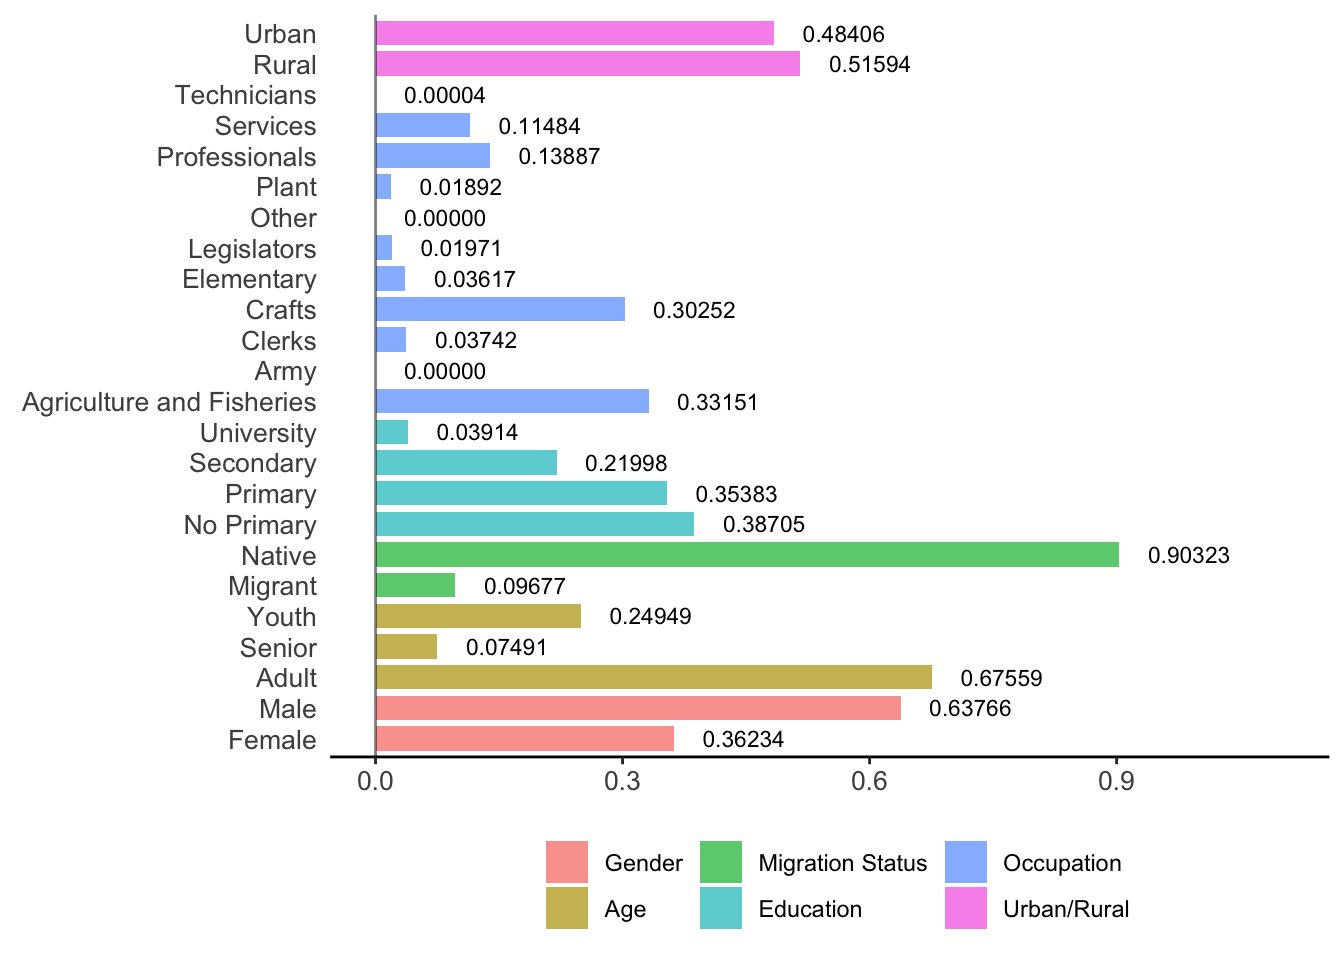 Urban 0.48406
Rural 0.51594
Technicians 0.00004
Services 0.11484
Professionals 0.13887
Plant 0.01892
Other 0.00000
Legislators 0.01971
Elementary 0.03617
Crafts 0.30252
Clerks 0.03742
Army 0.00000
Agriculture and Fisheries 0.33151
University 0.03914
Secondary 0.21998
Primary 0.35383
No Primary 0.38705
Native 0.90323
Migrant 0.09677
Youth 0.24949
Senior 0.07491
Adult 0.67559
Male 0.63766
Female 0.36234
0.0 0.3 0.6 0.9
Gender Migration Status Occupation
Age Education Urban/Rural